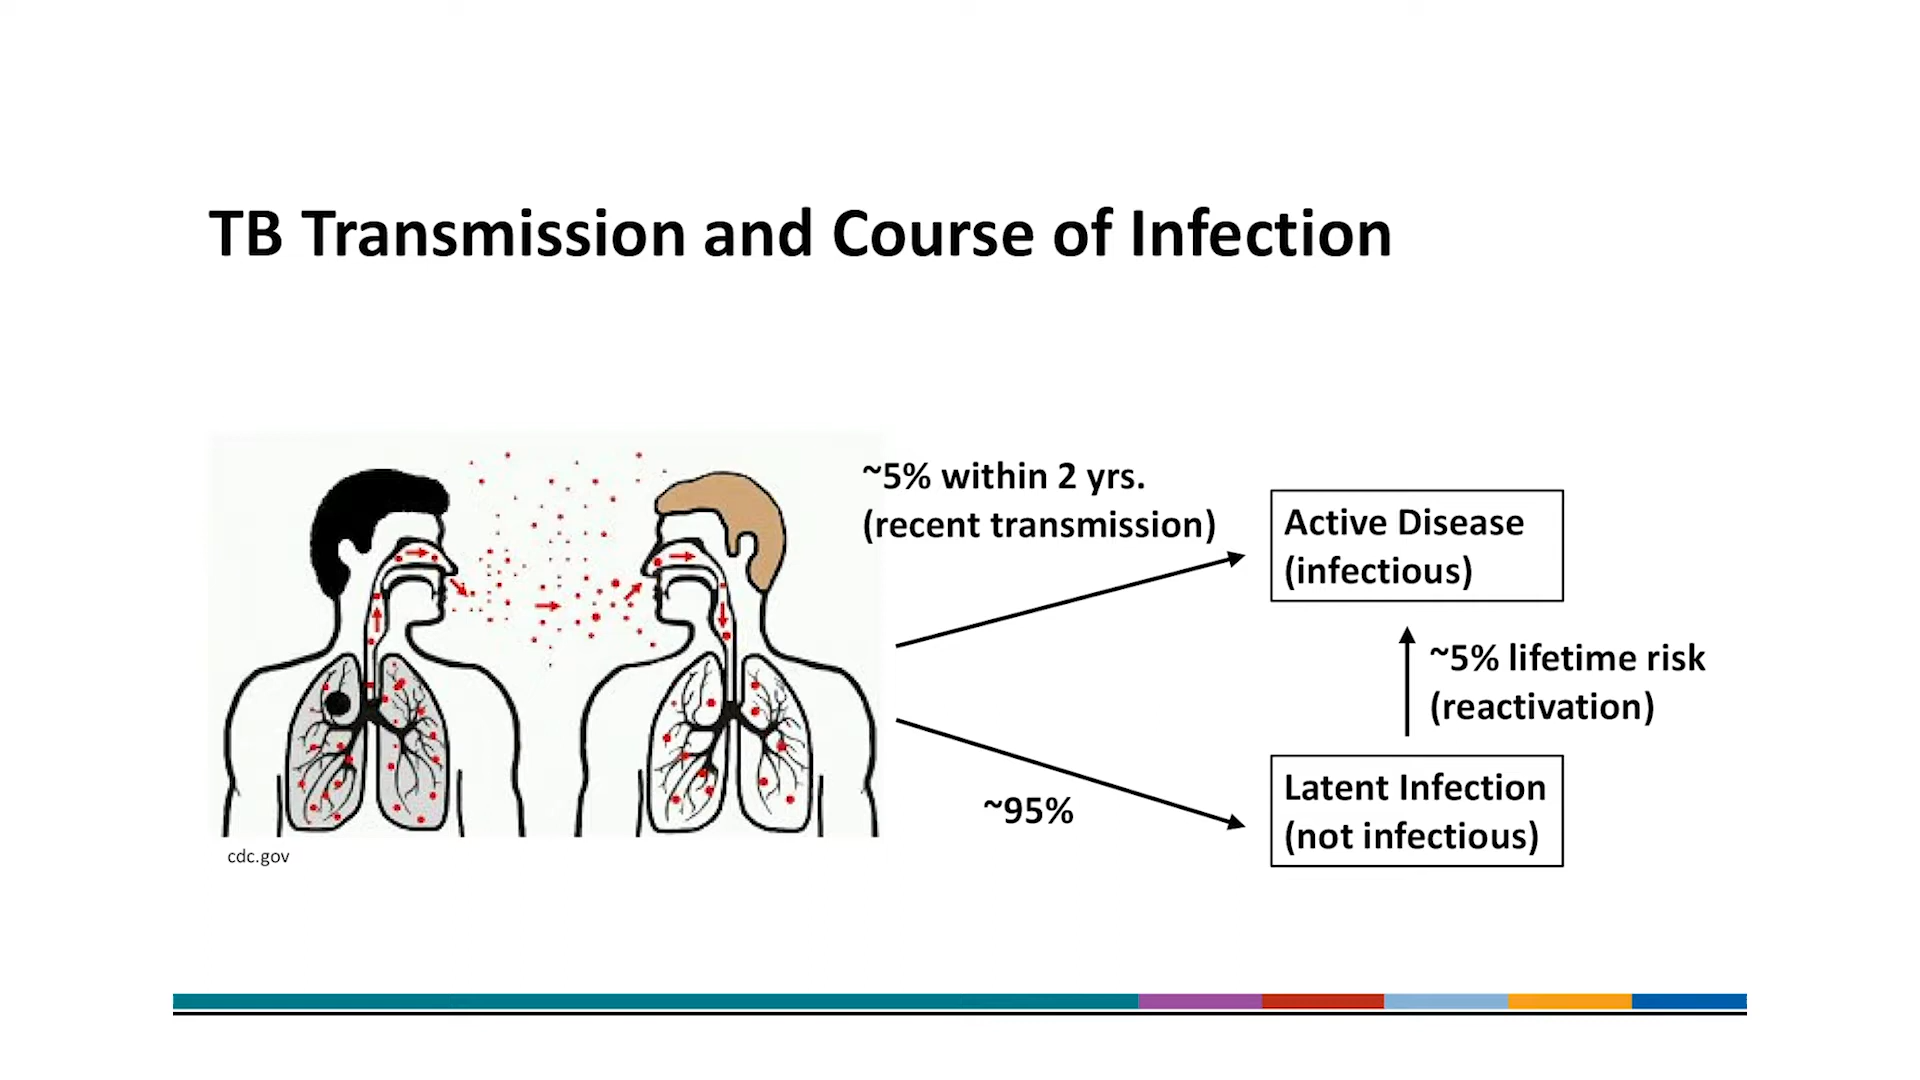 TB Transmission and Course of Infection
~5% within 2 yrs.
(recent transmission)
Active Disease
(infectious)
~5% lifetime risk
(reactivation)
Latent Infection
(not infectious)
~95%
cdc.gov